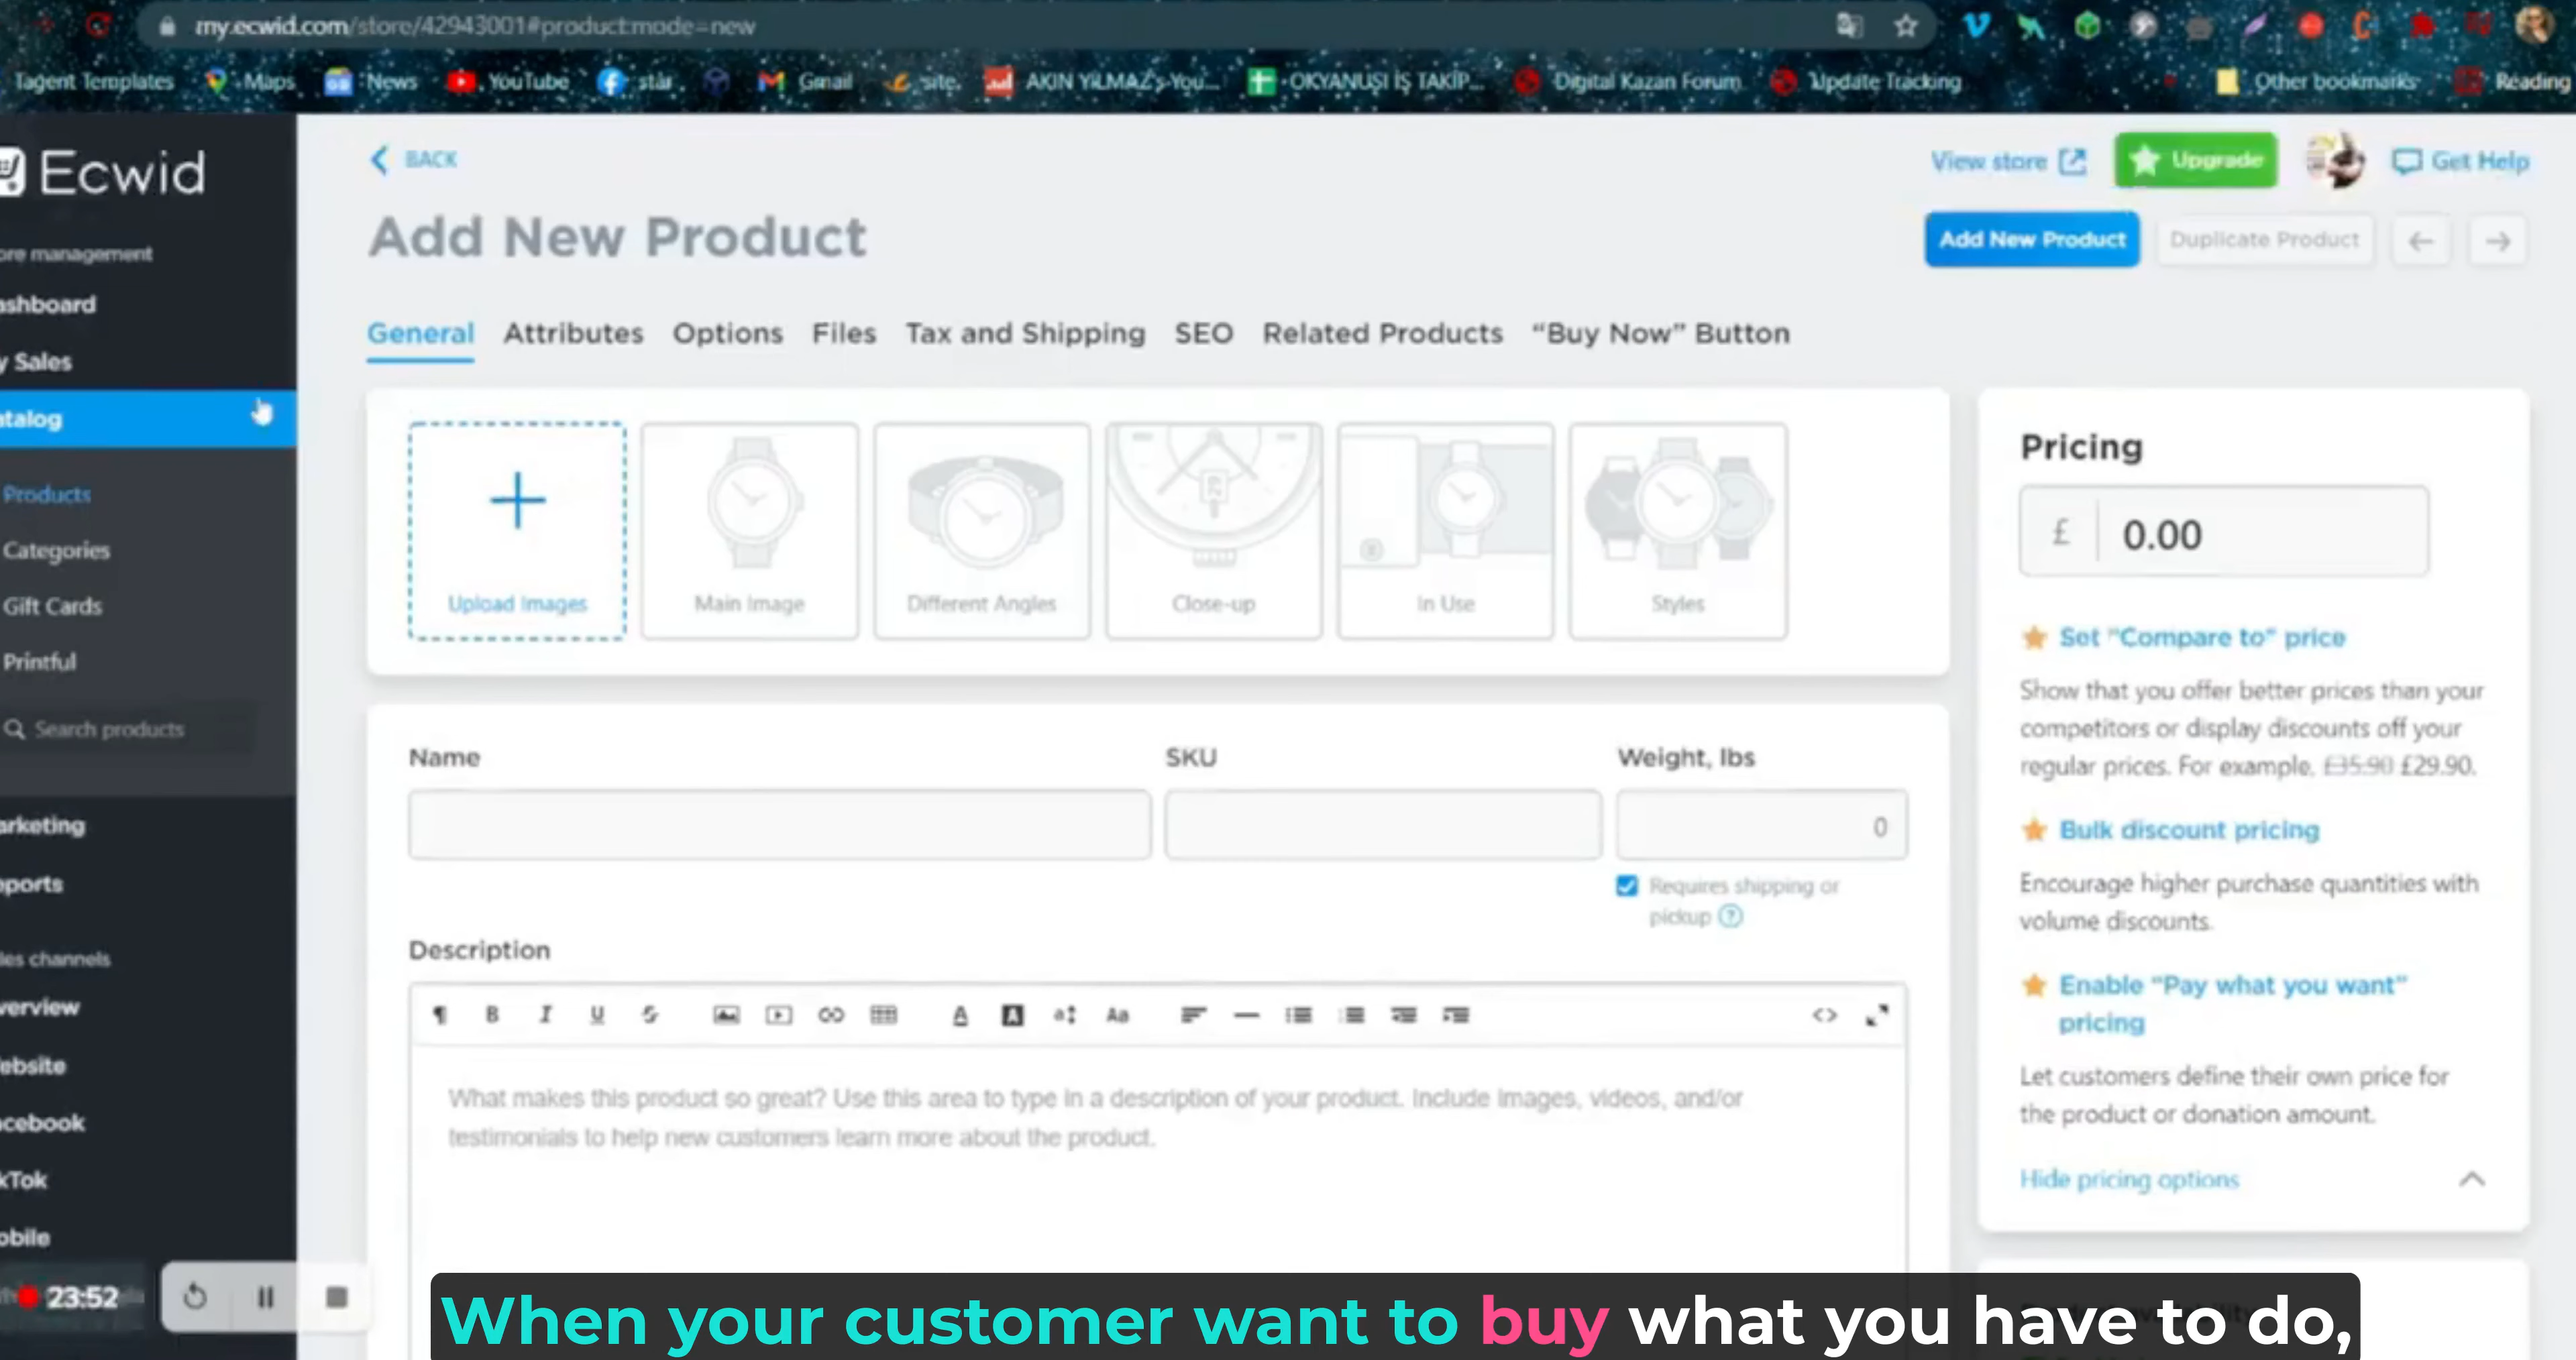 my.ecwid.com/store/42943001#product:mode=new
Tagent Templates Maps News YouTube star Gmail site. AKIN YILMAZ's-You... OKYANUSI İŞ TAKİP... Digital Kazan Forum Update Tracking Other bookmarks Reading
Ecwid
BACK
View store Upgrade Get Help
Add New Product
Add New Product Duplicate Product
ore management
ashboard
y Sales
atalog
Products
Categories
Gift Cards
Printful
Search products
arketing
eports
les channels
verview
ebsite
acebook
kTok
obile
23:52
General Attributes Options Files Tax and Shipping SEO Related Products “Buy Now” Button
Upload Images Main Image Different Angles Close-up In Use Styles
29
Name SKU Weight, lbs
0
Requires shipping or
pickup ?
Description
B I U S A A Aa <>
What makes this product so great? Use this area to type in a description of your product. Include images, videos, and/or
testimonials to help new customers learn more about the product.
Pricing
£ 0.00
Set "Compare to" price
Show that you offer better prices than your
competitors or display discounts off your
regular prices. For example, £35.90 £29.90.
Bulk discount pricing
Encourage higher purchase quantities with
volume discounts.
Enable “Pay what you want”
pricing
Let customers define their own price for
the product or donation amount.
Hide pricing options
When your customer want to buy what you have to do,